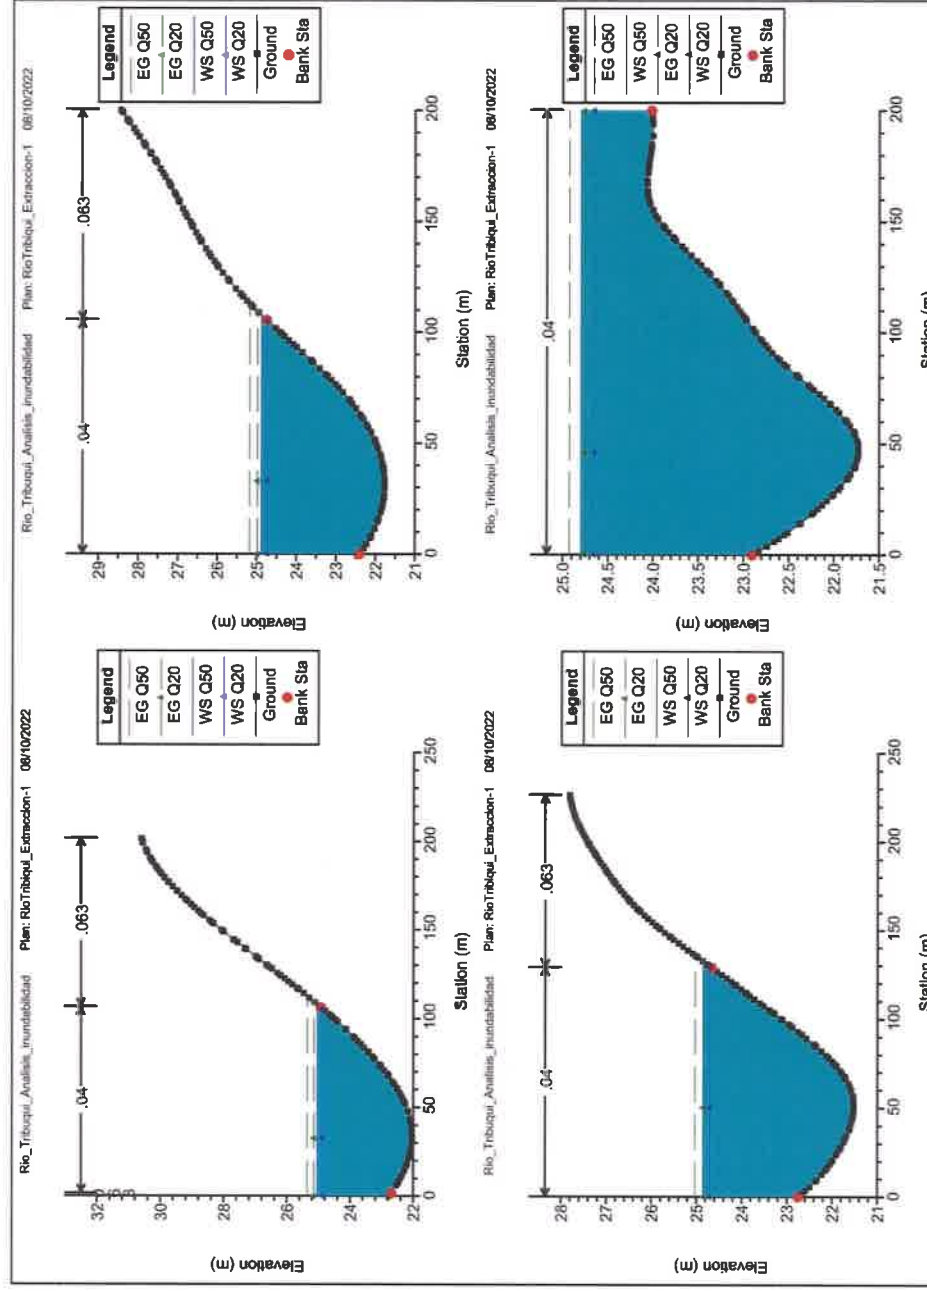 Rio_Tribuqui_Analisis_inundabilidad Plan: RioTribiqui_Extraccion-1 06/10/2022
.04
.063
Legend
EG Q50
EG Q20
WS Q50
WS Q20
Ground
Bank Sta
Elevation (m)
32
30
28
26
24
22
0 50 100 150 200 250
Station (m)
Rio_Tribuqui_Analisis_inundabilidad Plan: RioTribiqui_Extraccion-1 06/10/2022
.04
.063
Legend
EG Q50
EG Q20
WS Q50
WS Q20
Ground
Bank Sta
Elevation (m)
29
28
27
26
25
24
23
22
21
0 50 100 150 200
Station (m)
Rio_Tribuqui_Analisis_inundabilidad Plan: RioTribiqui_Extraccion-1 06/10/2022
.04
.063
Legend
EG Q50
EG Q20
WS Q50
WS Q20
Ground
Bank Sta
Elevation (m)
28
27
26
25
24
23
22
21
0 50 100 150 200 250
Station (m)
Rio_Tribuqui_Analisis_inundabilidad Plan: RioTribiqui_Extraccion-1 06/10/2022
.04
Legend
EG Q50
WS Q50
EG Q20
WS Q20
Ground
Bank Sta
Elevation (m)
25.0
24.5
24.0
23.5
23.0
22.5
22.0
21.5
0 50 100 150 200
Station (m)